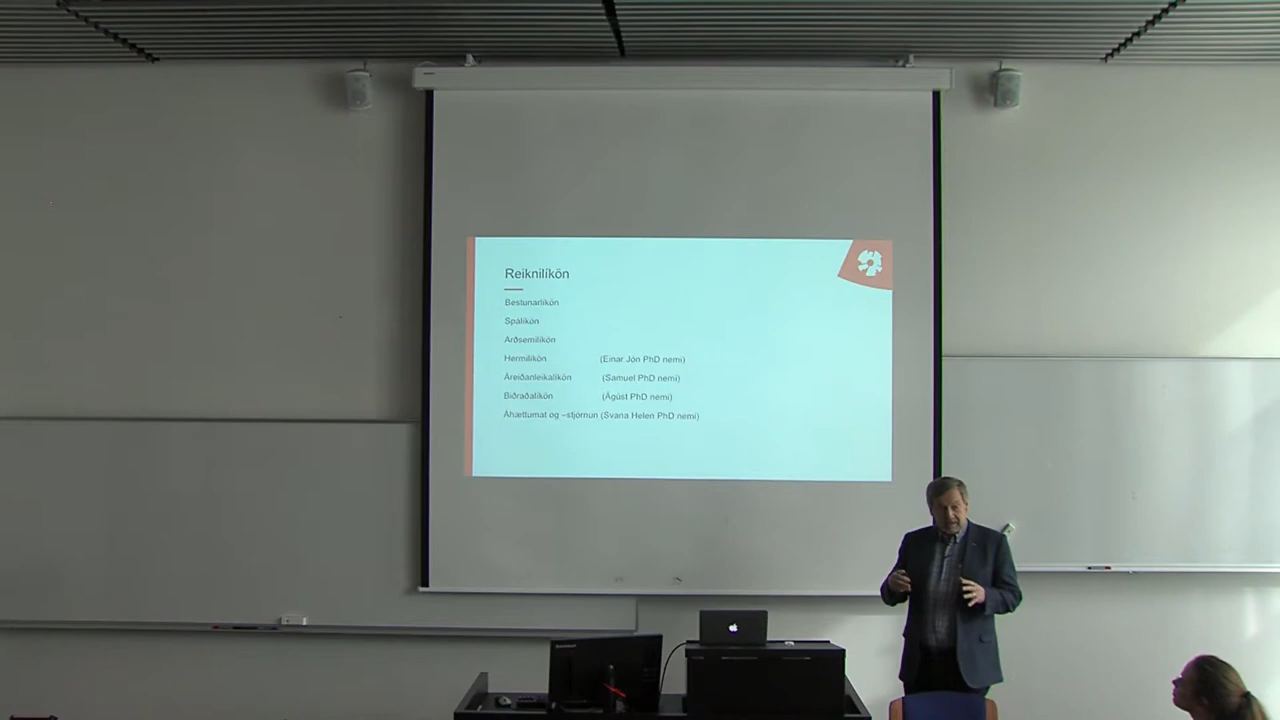 Reiknilíkön
Bestunarlíkön
Spálíkön
Arðsemilíkön
Hermilíkön (Einar Jón PhD nemi)
Áreiðanleikalíkön (Samuel PhD nemi)
Biðraðalíkön (Ágúst PhD nemi)
Áhættumat og –stjórnun (Svana Helen PhD nemi)